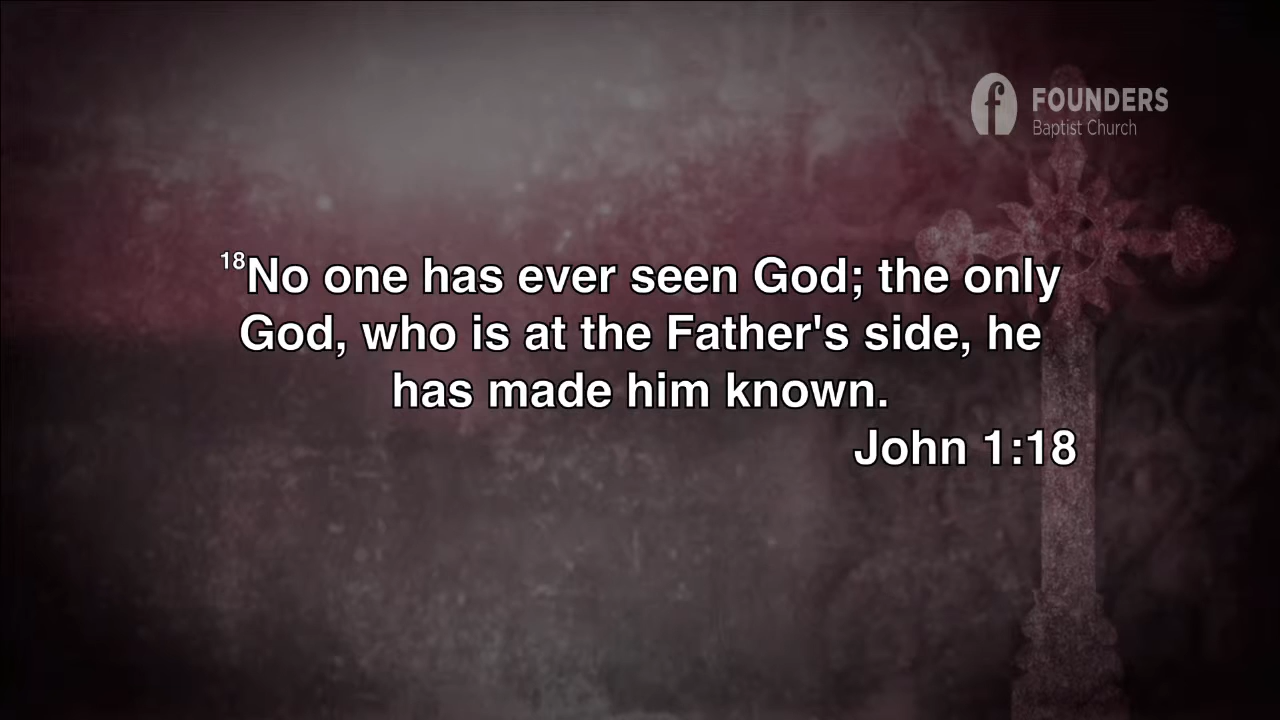 FOUNDERS
Baptist Church
18No one has ever seen God; the only
God, who is at the Father's side, he
has made him known.
John 1:18